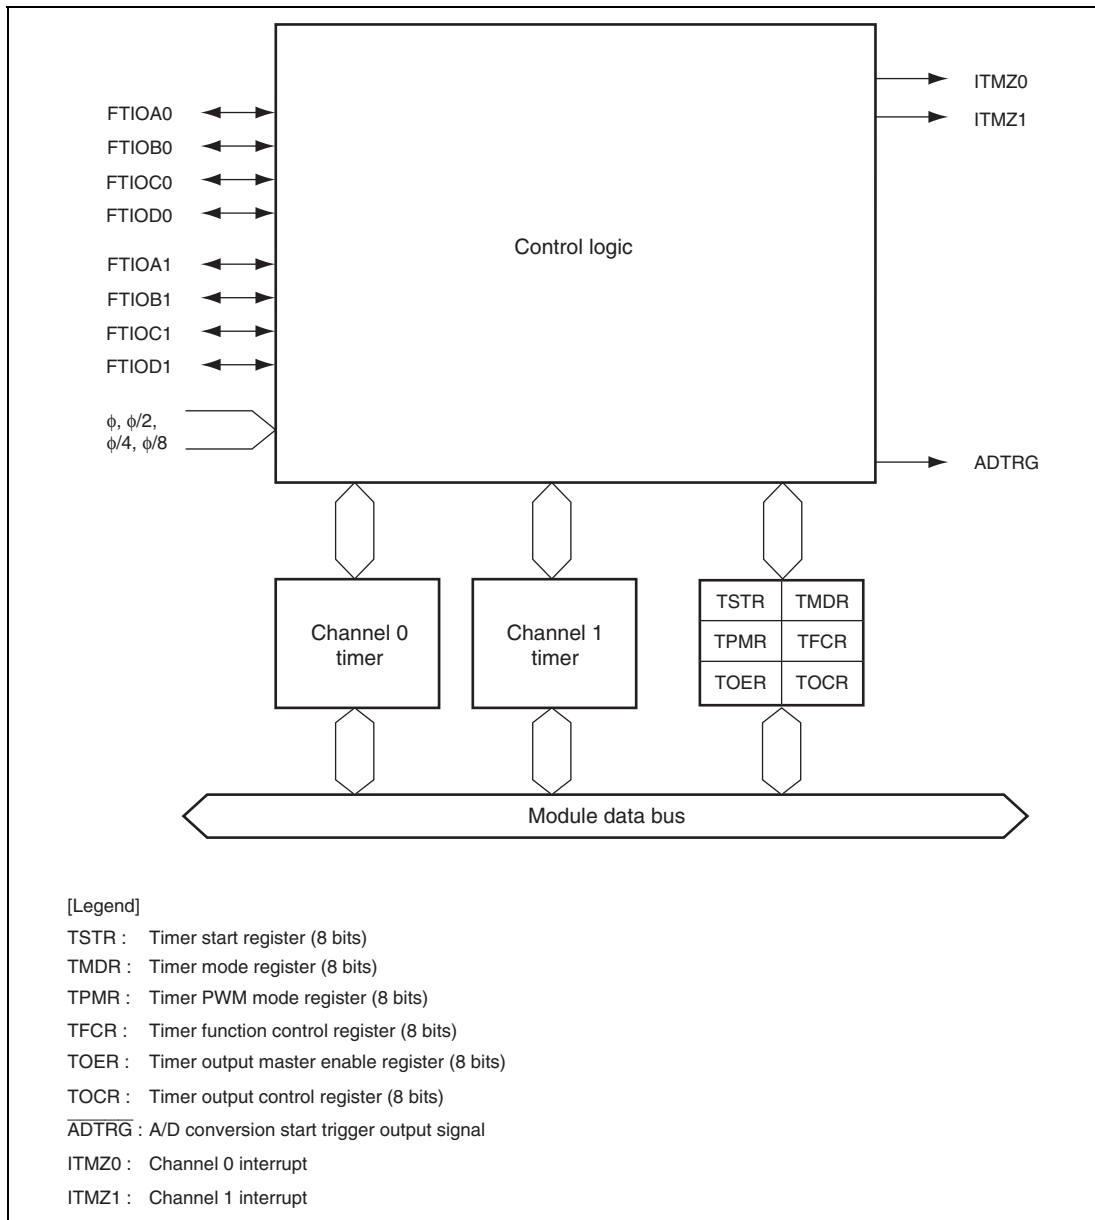 ITMZ0
ITMZ1
FTIOA0
FTIOB0
FTIOC0
FTIOD0
FTIOA1
FTIOB1
FTIOC1
FTIOD1
Control logic
ϕ, ϕ/2,
ϕ/4, ϕ/8
ADTRG
Channel 0
timer
Channel 1
timer
TSTR TMDR
TPMR TFCR
TOER TOCR
Module data bus
[Legend]
TSTR : Timer start register (8 bits)
TMDR : Timer mode register (8 bits)
TPMR : Timer PWM mode register (8 bits)
TFCR : Timer function control register (8 bits)
TOER : Timer output master enable register (8 bits)
TOCR : Timer output control register (8 bits)
A̅D̅T̅R̅G̅ : A/D conversion start trigger output signal
ITMZ0 : Channel 0 interrupt
ITMZ1 : Channel 1 interrupt